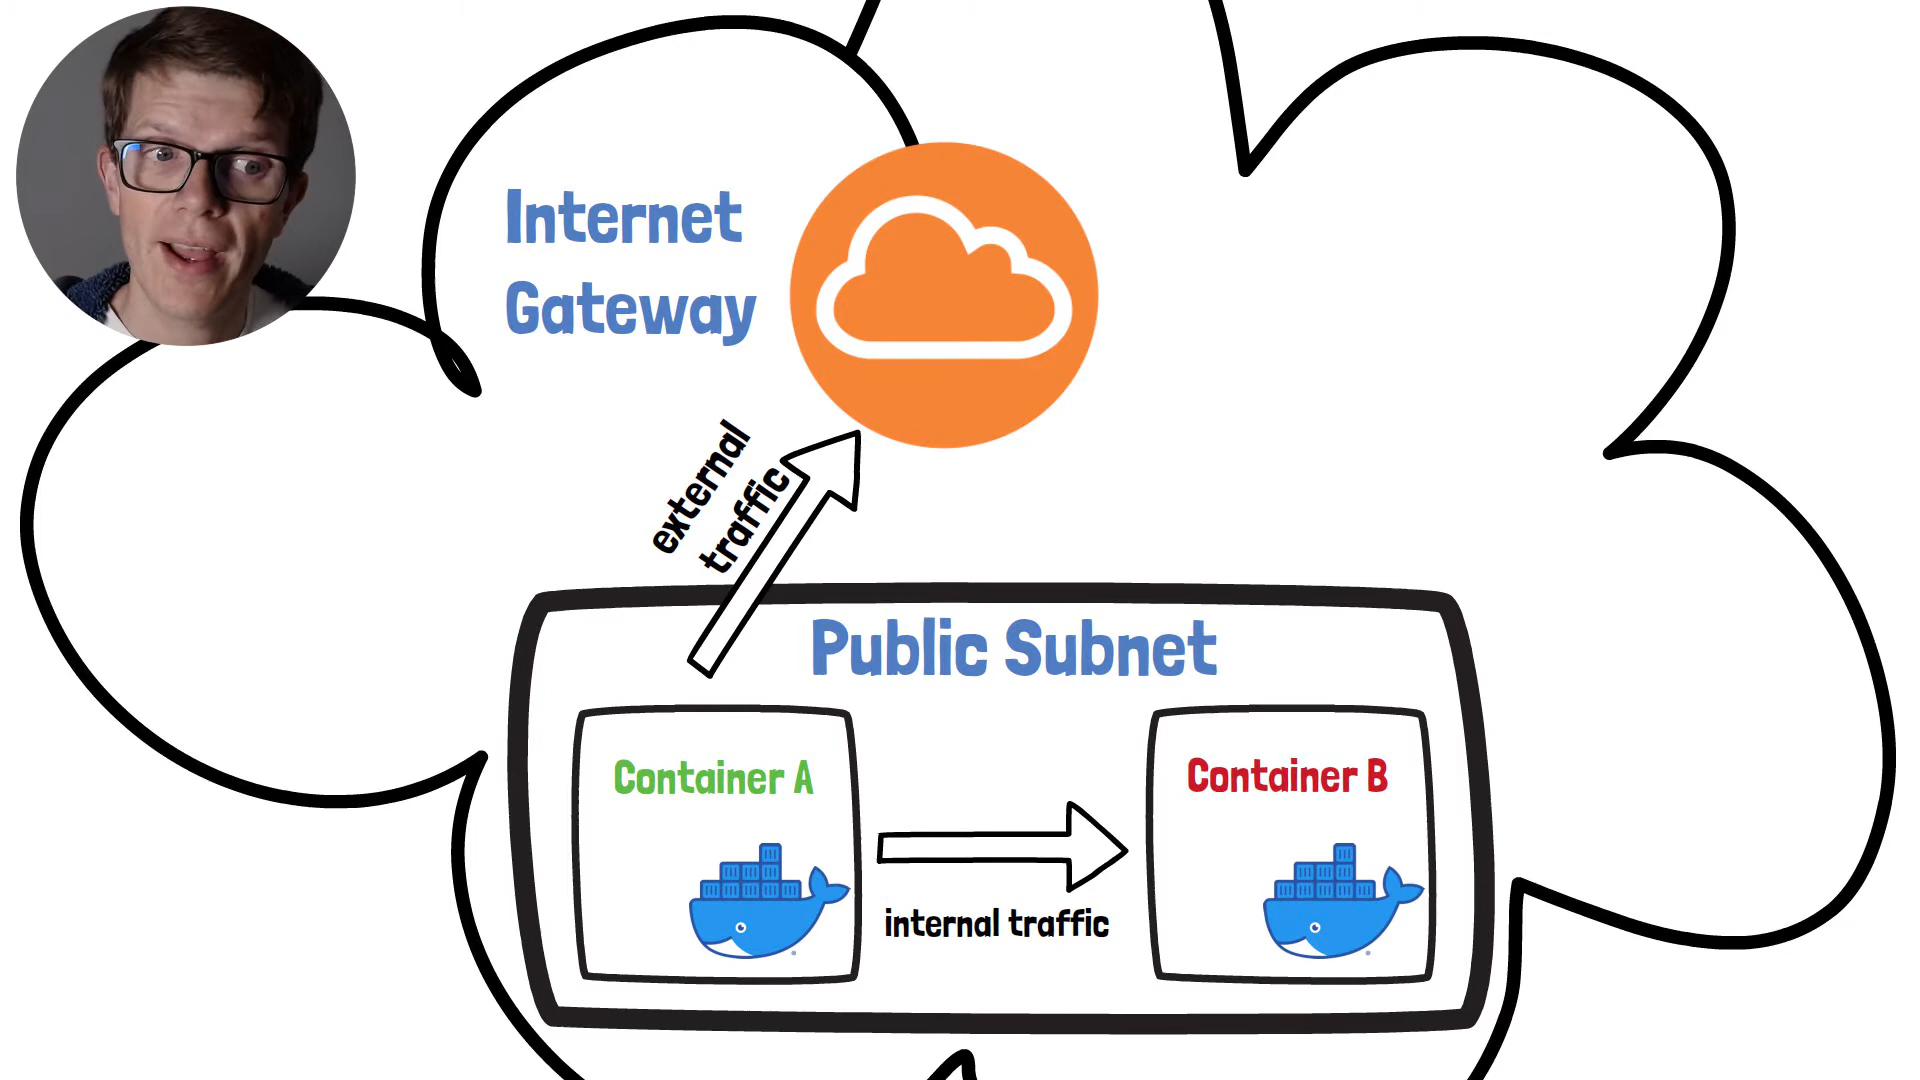 Internet
Gateway
external
traffic
Public Subnet
Container A
Container B
internal traffic